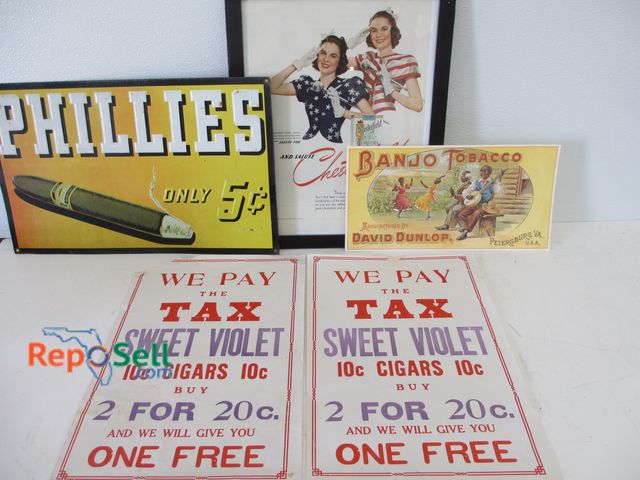 PHILLIES
ONLY 5¢
AND SALUTE
BANJO TOBACCO
MANUFACTURED BY
DAVID DUNLOP,
PETERSBURG, VA.
U.S.A.
WE PAY
THE
TAX
SWEET VIOLET
10c CIGARS 10c
BUY
2 FOR 20c.
AND WE WILL GIVE YOU
ONE FREE
WE PAY
THE
TAX
SWEET VIOLET
10c CIGARS 10c
BUY
2 FOR 20c.
AND WE WILL GIVE YOU
ONE FREE
RepoSell
.com